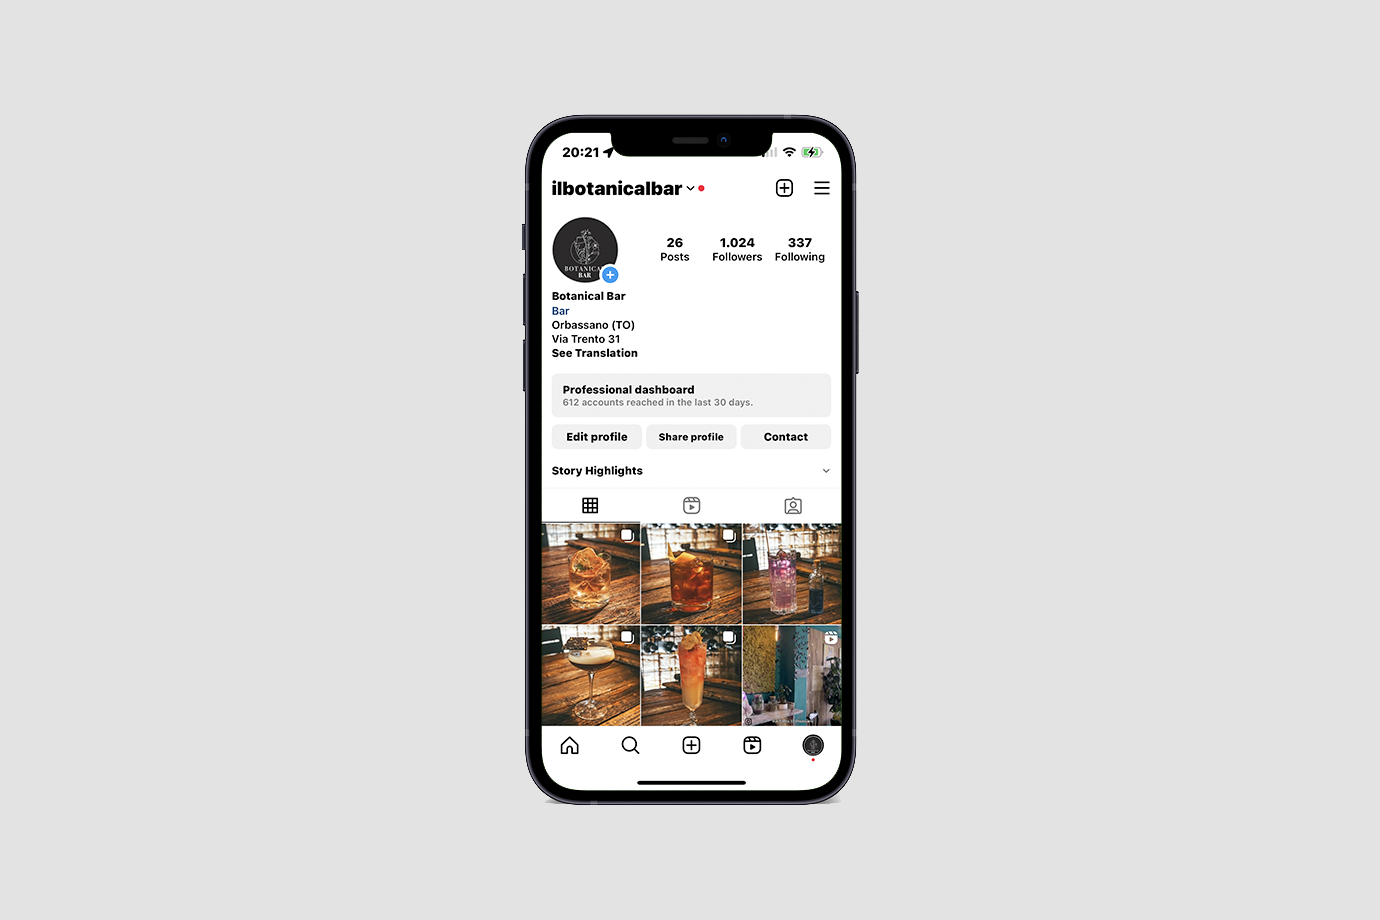 20:21
ilbotanicalbar
BOTANICA
BAR
26
Posts
1.024
Followers
337
Following
Botanical Bar
Bar
Orbassano (TO)
Via Trento 31
See Translation
Professional dashboard
612 accounts reached in the last 30 days.
Edit profile
Share profile
Contact
Story Highlights